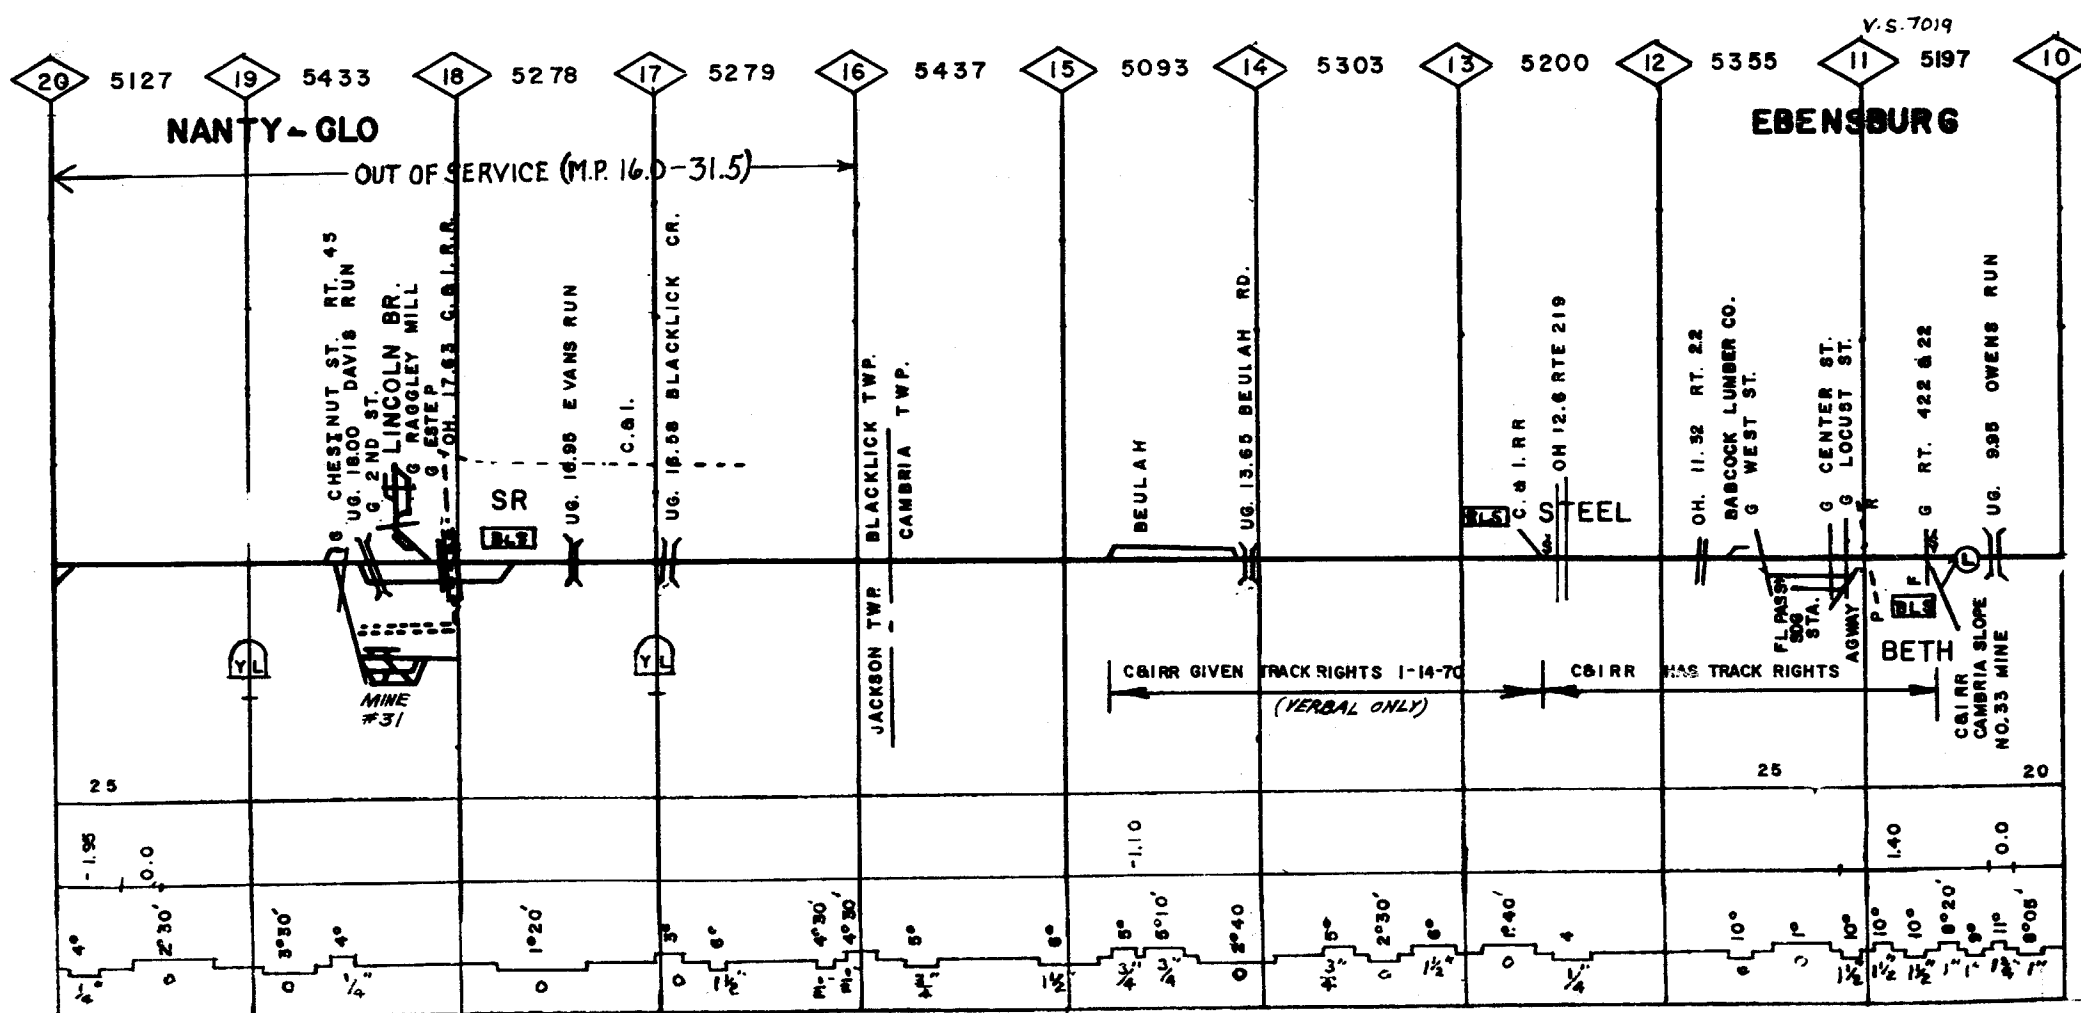 V.S. 7019
20 5127 19 5433 18 5278 17 5279 16 5437 15 5093 14 5303 13 5200 12 5355 11 5197 10
NANTY-GLO
EBENSBURG
OUT OF SERVICE (M.P. 16.0-31.5)
G CHESTNUT ST. RT. 45
UG. 18.00 DAVIS RUN
G 2ND ST.
LINCOLN BR.
G RAGGLEY MILL
G ESTEP
OH. 17.63 C.&I.R.R.
SR
BLS
UG. 16.95 EVANS RUN
C.&I.
UG. 16.58 BLACKLICK CR.
BLACKLICK TWP.
CAMBRIA TWP.
JACKSON TWP.
BEULAH
UG. 13.65 BEULAH RD.
BLS
C.&I.RR
STEEL
OH 12.6 RTE 219
OH. 11.32 RT. 22
BABCOCK LUMBER CO.
G WEST ST.
G CENTER ST.
G LOCUST ST.
R
G RT. 422 & 22
L
UG. 9.95 OWENS RUN
FL PASS
SDG
STA.
AGWAY
P
F
BLS
BETH
C&I RR
CAMBRIA SLOPE
NO. 33 MINE
YL
YL
MINE
#31
C&IRR GIVEN TRACK RIGHTS 1-14-70
(VERBAL ONLY)
C&I RR HAS TRACK RIGHTS
25 25 20
-1.95 0.0 -1.10 1.40 0.0
4° 2°30' 3°30' 4° 1°20' 3° 6° 4°30' 4°30' 5° 6° 5° 5°10' 2°40 5° 2°30' 6° 1°40' 4 10° 1° 10° 10° 10° 8°20' 9° 11° 8°05'
1/4" 0 0 1/4" 0 0 1 1/2" 1 1/2 3/4" 3/4" 0 0 1 1/2" 0 1/4" 0 0 1 1/2" 1 1/2" 1 1/2" 1" 1" 1"